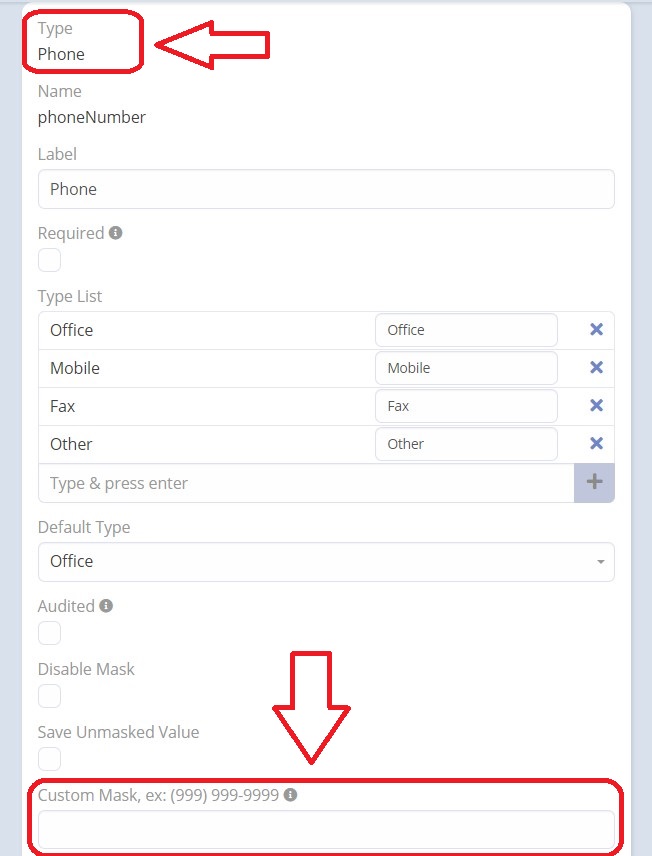 Type
Phone
Name
phoneNumber
Label
Phone
Required
Type List
Office Office
Mobile Mobile
Fax Fax
Other Other
Type & press enter
Default Type
Office
Audited
Disable Mask
Save Unmasked Value
Custom Mask, ex: (999) 999-9999